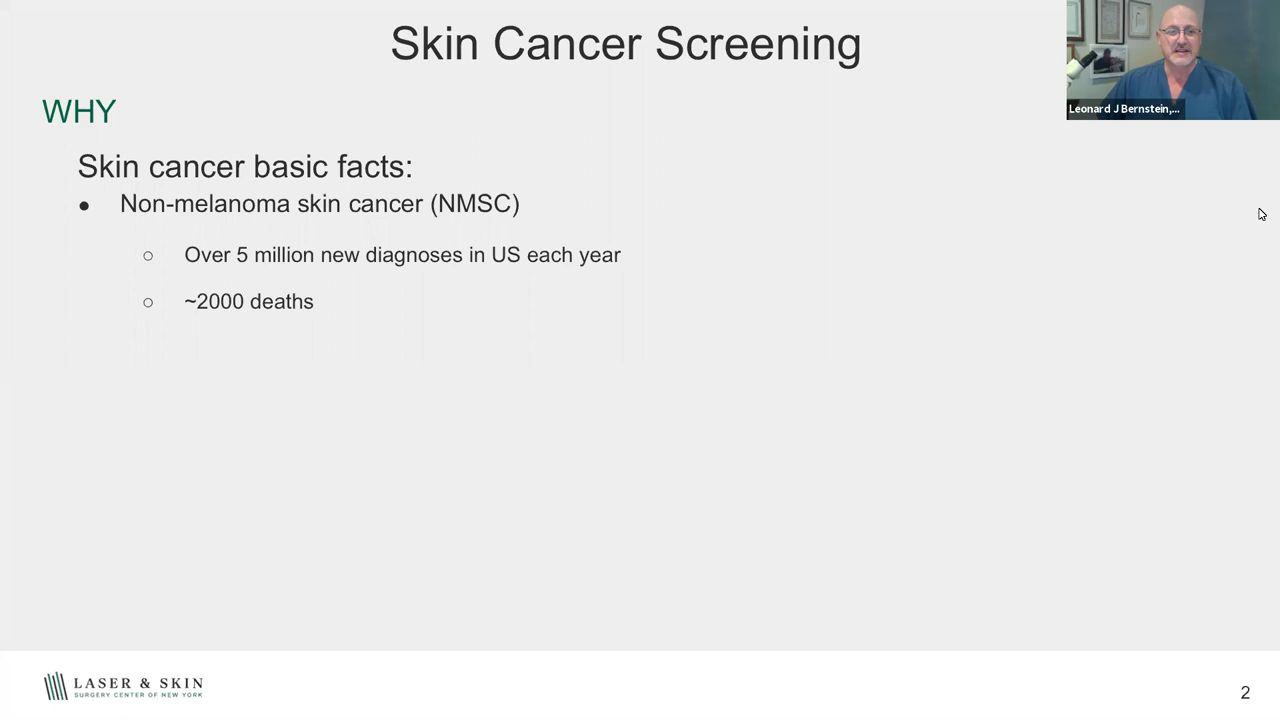 Skin Cancer Screening
Leonard J Bernstein,...
WHY
Skin cancer basic facts:
● Non-melanoma skin cancer (NMSC)
○ Over 5 million new diagnoses in US each year
○ ~2000 deaths
LASER & SKIN
SURGERY CENTER OF NEW YORK
2